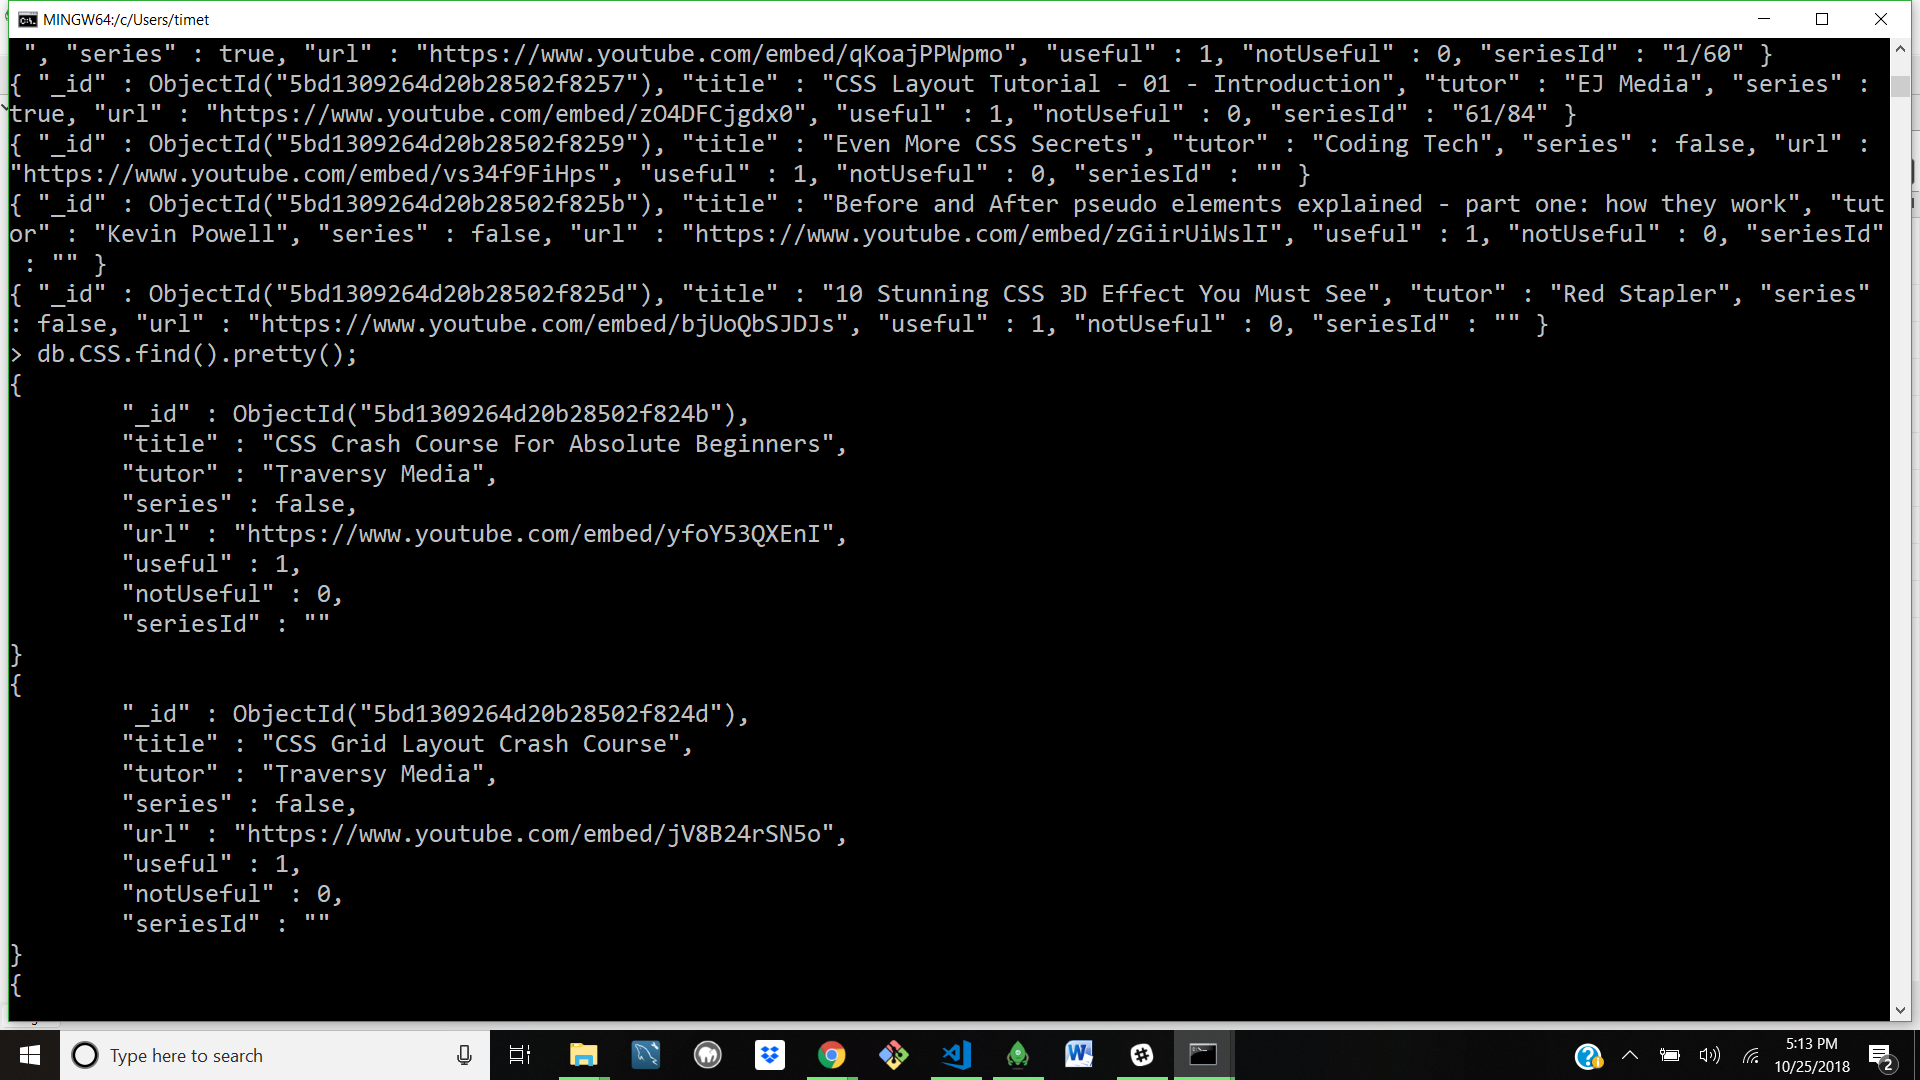 MINGW64:/c/Users/timet
", "series" : true, "url" : "https://www.youtube.com/embed/qKoajPPWpmo", "useful" : 1, "notUseful" : 0, "seriesId" : "1/60" }
{ "_id" : ObjectId("5bd1309264d20b28502f8257"), "title" : "CSS Layout Tutorial - 01 - Introduction", "tutor" : "EJ Media", "series" :
true, "url" : "https://www.youtube.com/embed/zO4DFCjgdx0", "useful" : 1, "notUseful" : 0, "seriesId" : "61/84" }
{ "_id" : ObjectId("5bd1309264d20b28502f8259"), "title" : "Even More CSS Secrets", "tutor" : "Coding Tech", "series" : false, "url" :
"https://www.youtube.com/embed/vs34f9FiHps", "useful" : 1, "notUseful" : 0, "seriesId" : "" }
{ "_id" : ObjectId("5bd1309264d20b28502f825b"), "title" : "Before and After pseudo elements explained - part one: how they work", "tut
or" : "Kevin Powell", "series" : false, "url" : "https://www.youtube.com/embed/zGiirUiWslI", "useful" : 1, "notUseful" : 0, "seriesId"
: "" }
{ "_id" : ObjectId("5bd1309264d20b28502f825d"), "title" : "10 Stunning CSS 3D Effect You Must See", "tutor" : "Red Stapler", "series"
: false, "url" : "https://www.youtube.com/embed/bjUoQbSJDJs", "useful" : 1, "notUseful" : 0, "seriesId" : "" }
> db.CSS.find().pretty();
{
"_id" : ObjectId("5bd1309264d20b28502f824b"),
"title" : "CSS Crash Course For Absolute Beginners",
"tutor" : "Traversy Media",
"series" : false,
"url" : "https://www.youtube.com/embed/yfoY53QXEnI",
"useful" : 1,
"notUseful" : 0,
"seriesId" : ""
}
{
"_id" : ObjectId("5bd1309264d20b28502f824d"),
"title" : "CSS Grid Layout Crash Course",
"tutor" : "Traversy Media",
"series" : false,
"url" : "https://www.youtube.com/embed/jV8B24rSN5o",
"useful" : 1,
"notUseful" : 0,
"seriesId" : ""
}
{
Type here to search
5:13 PM
10/25/2018
2